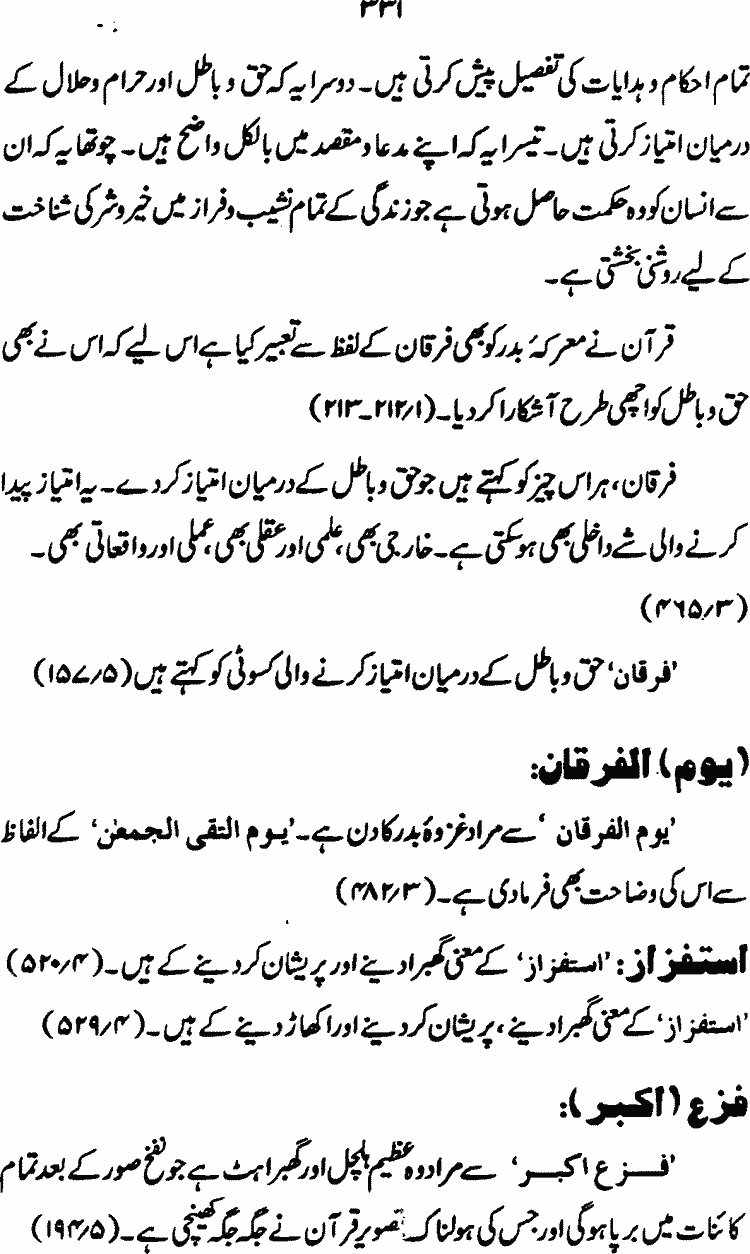 ۳۳۱
تمام احکام و ہدایات کی تفصیل پیش کرتی ہیں۔ دوسرا یہ کہ حق و باطل اور حرام و حلال کے
درمیان امتیاز کرتی ہیں۔ تیسرا یہ کہ اپنے مدعا و مقصد میں بالکل واضح ہیں۔ چوتھا یہ کہ ان
سے انسان کو وہ حکمت حاصل ہوتی ہے جو زندگی کے تمام نشیب و فراز میں خیر و شر کی شناخت
کے لیے روشنی بخشتی ہے۔
قرآن نے معرکۂ بدر کو بھی فرقان کے لفظ سے تعبیر کیا ہے اس لیے کہ اس نے بھی
حق و باطل کو اچھی طرح آشکارا کر دیا۔ (۱/۲۱۲۔۲۱۳)
فرقان، ہر اس چیز کو کہتے ہیں جو حق و باطل کے درمیان امتیاز کر دے۔ یہ امتیاز پیدا
کرنے والی شے داخلی بھی ہو سکتی ہے۔ خارجی بھی، علمی اور عقلی بھی، عملی اور واقعاتی بھی۔
(۳/۴۶۵)
’فرقان‘ حق و باطل کے درمیان امتیاز کرنے والی کسوٹی کو کہتے ہیں (۵/۱۵۷)
(یوم) الفرقان:
’یوم الفرقان‘ سے مراد غزوۂ بدر کا دن ہے۔ ’یوم التقی الجمعٰن‘ کے الفاظ
سے اس کی وضاحت بھی فرما دی ہے۔ (۳/۴۸۲)
استفزاز: ’استفزاز‘ کے معنی گھبرا دینے اور پریشان کر دینے کے ہیں۔ (۴/۵۲۰)
’استفزاز‘ کے معنی گھبرا دینے، پریشان کر دینے اور اکھاڑ دینے کے ہیں۔ (۴/۵۲۹)
فزع (اکبر):
’فزع اکبر‘ سے مراد وہ عظیم ہلچل اور گھبراہٹ ہے جو نفخ صور کے بعد تمام
کائنات میں برپا ہو گی اور جس کی ہولناک تصویر قرآن نے جگہ جگہ کھینچی ہے۔ (۵/۱۹۴)